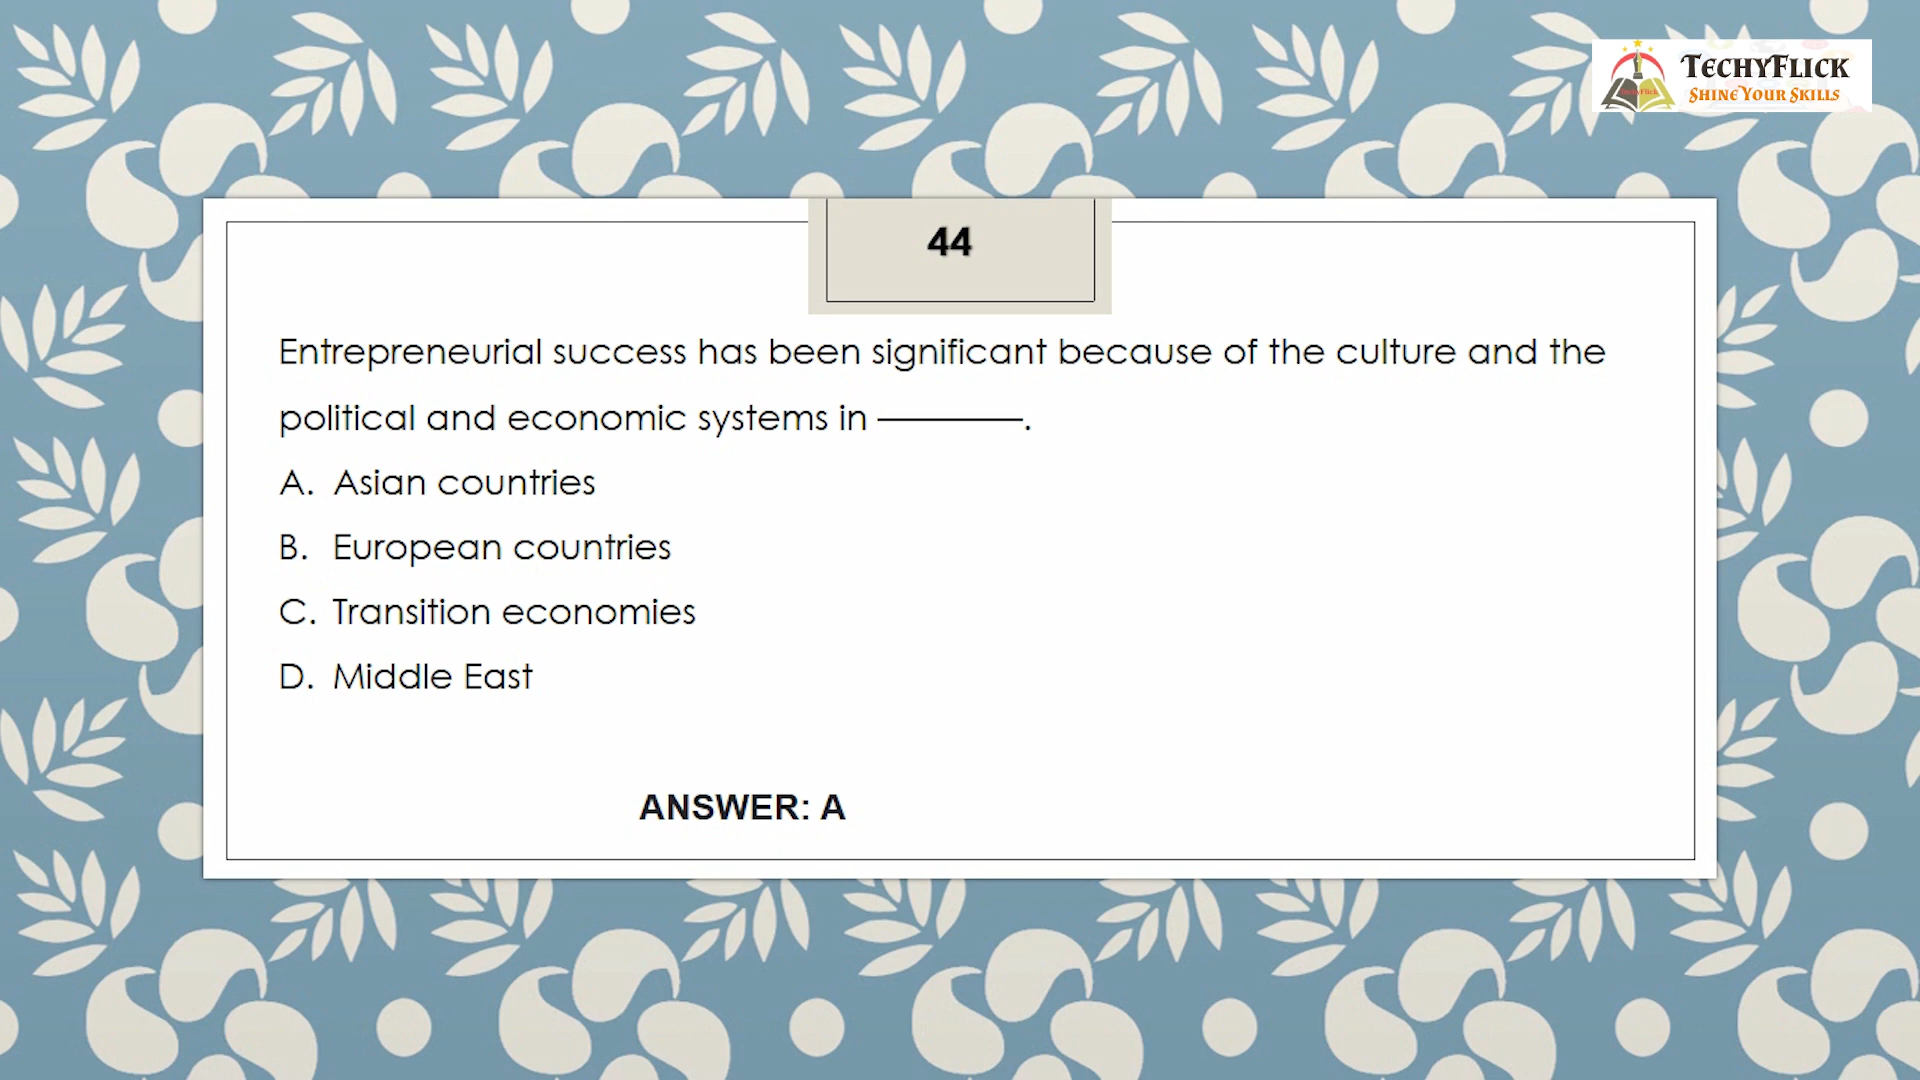 TECHYFLICK
SHINE YOUR SKILLS
44
Entrepreneurial success has been significant because of the culture and the
political and economic systems in ————.
A. Asian countries
B. European countries
C. Transition economies
D. Middle East
ANSWER: A